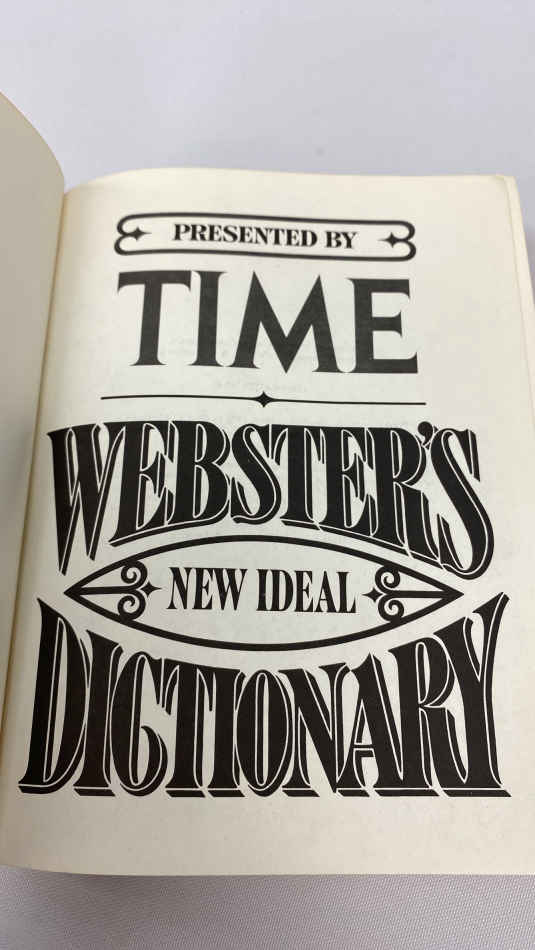 PRESENTED BY
TIME
WEBSTER'S
NEW IDEAL
DICTIONARY